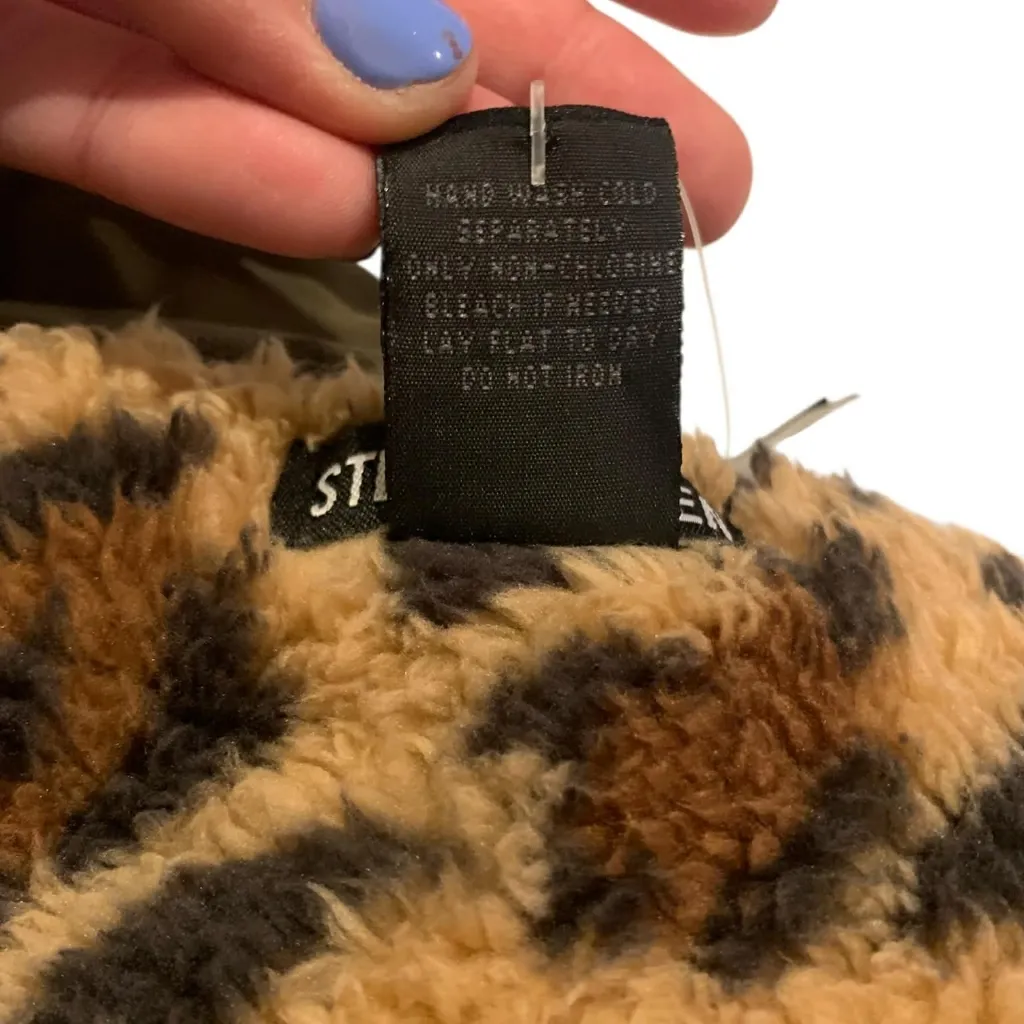 HAND WASH COLD
SEPARATELY
ONLY NON-CHLORINE
BLEACH IF NEEDED
LAY FLAT TO DRY
DO NOT IRON